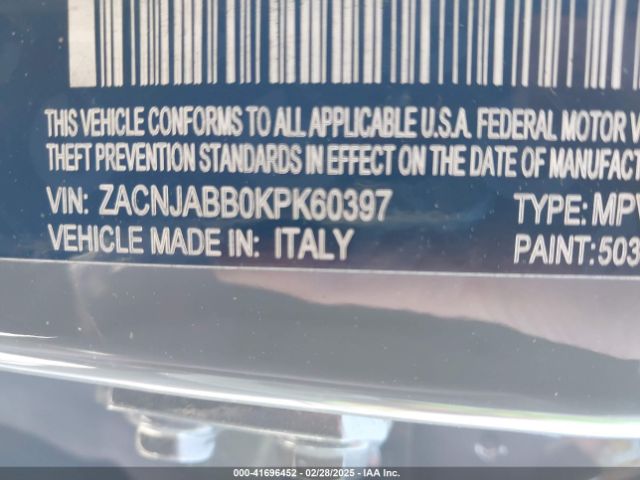 THIS VEHICLE CONFORMS TO ALL APPLICABLE U.S.A. FEDERAL MOTOR V
THEFT PREVENTION STANDARDS IN EFFECT ON THE DATE OF MANUFACT
VIN: ZACNJABB0KPK60397 TYPE: MPV
VEHICLE MADE IN: ITALY PAINT: 503
000-41696452 - 02/28/2025 - IAA Inc.